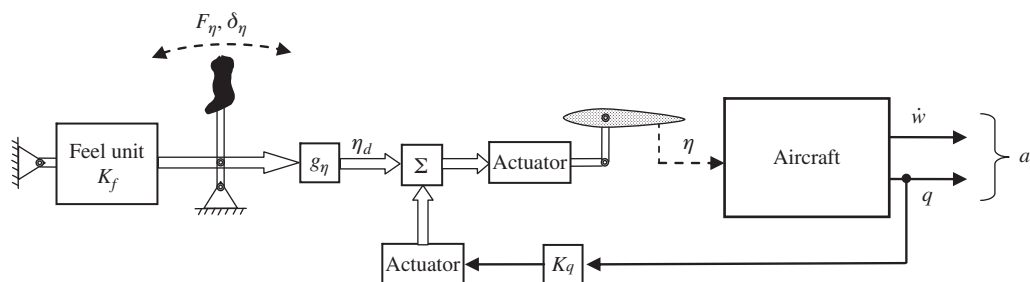 F_η, δ_η
Feel unit
K_f
g_η
η_d
Σ
Actuator
η
Aircraft
ẇ
q
a
Actuator
K_q